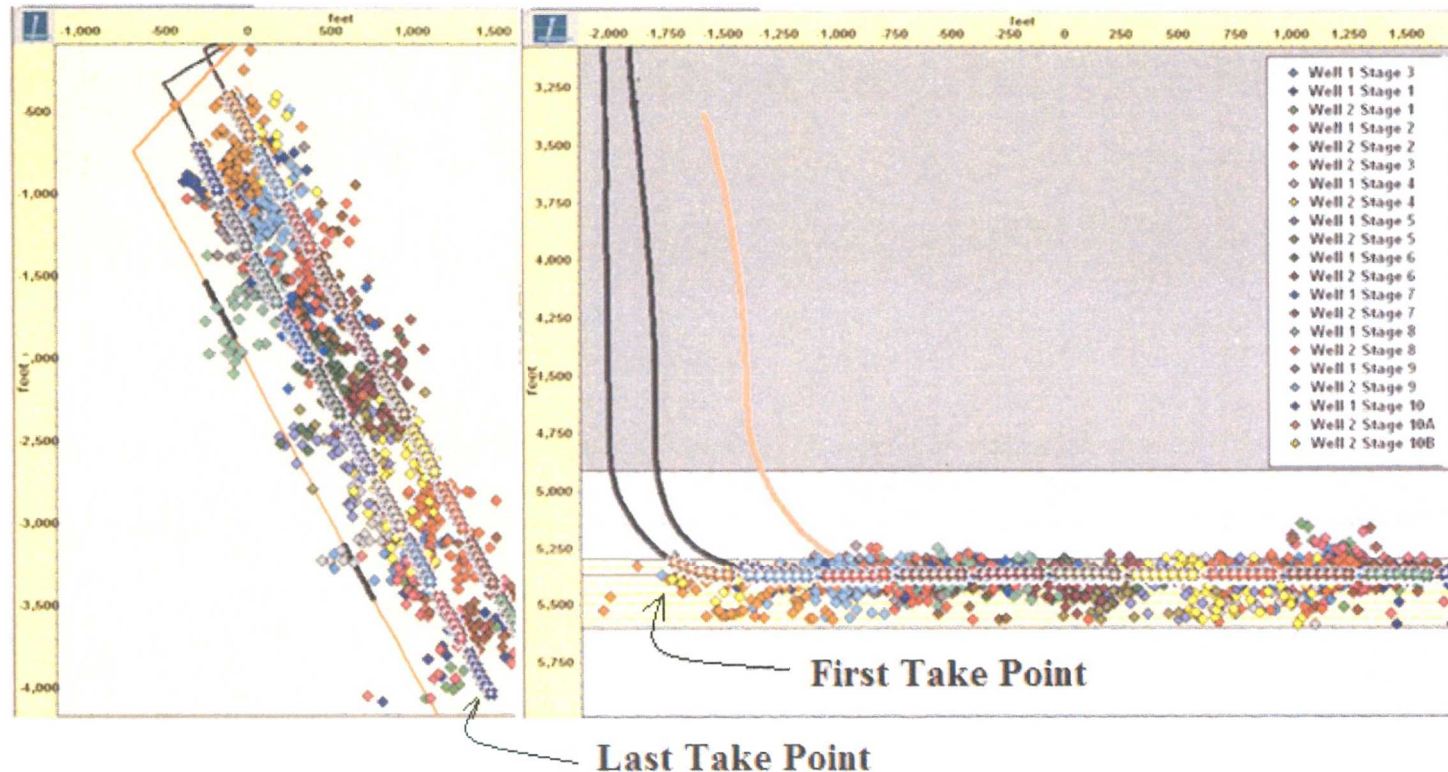 feet
-1,000 -500 0 500 1,000 1,500
-500
-1,000
-1,500
-2,000
-2,500
-3,000
-3,500
-4,000
feet
Last Take Point
feet
-2,000 -1,750 -1,500 -1,250 -1,000 -750 -500 -250 0 250 500 750 1,000 1,250 1,500
3,250
3,500
3,750
4,000
4,250
4,500
4,750
5,000
5,250
5,500
5,750
feet
Well 1 Stage 3
Well 1 Stage 1
Well 2 Stage 1
Well 1 Stage 2
Well 2 Stage 2
Well 2 Stage 3
Well 1 Stage 4
Well 2 Stage 4
Well 1 Stage 5
Well 2 Stage 5
Well 1 Stage 6
Well 2 Stage 6
Well 1 Stage 7
Well 2 Stage 7
Well 1 Stage 8
Well 2 Stage 8
Well 1 Stage 9
Well 2 Stage 9
Well 1 Stage 10
Well 2 Stage 10A
Well 2 Stage 10B
First Take Point